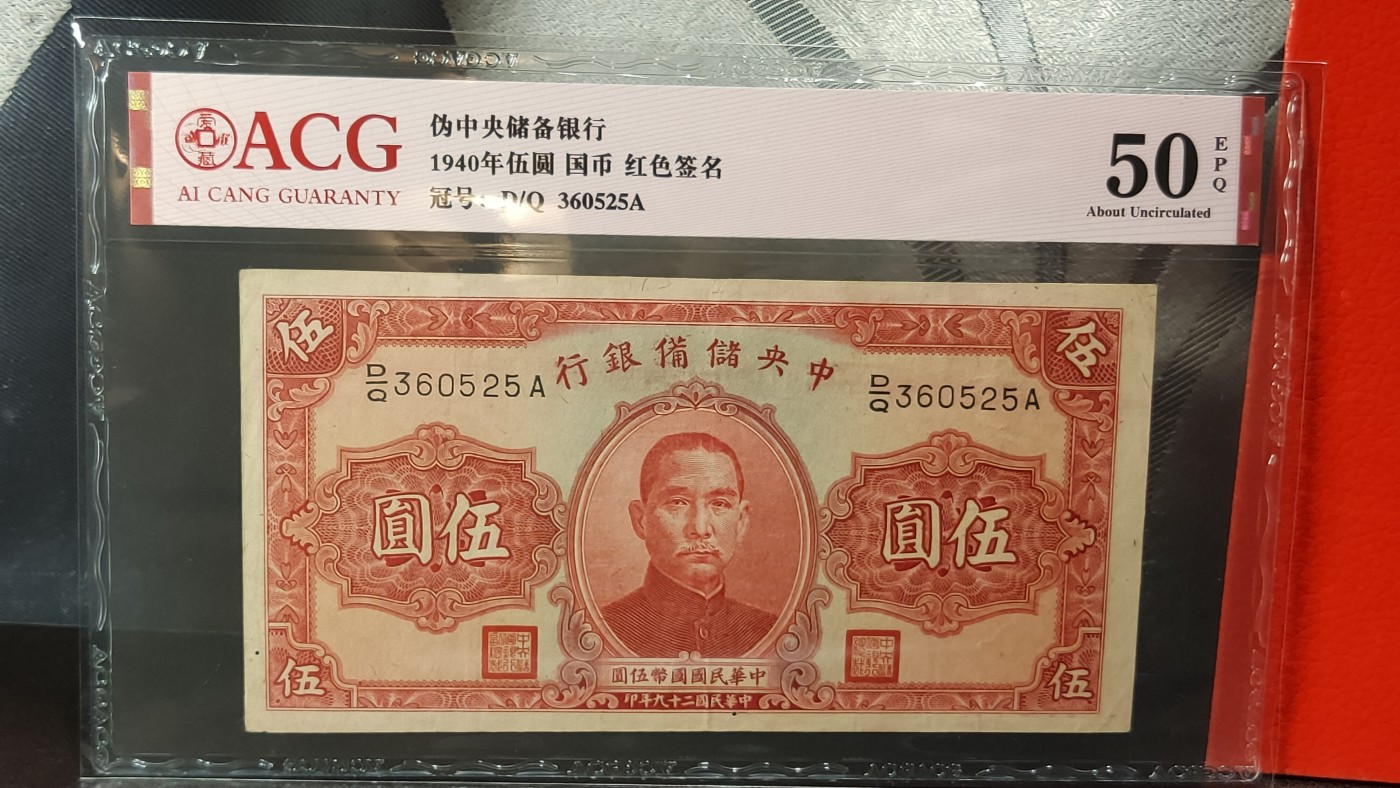 ACG
AI CANG GUARANTY
伪中央储备银行
1940年伍圆 国币 红色签名
冠号: D/Q 360525A
50
EPQ
About Uncirculated
伍
伍
行銀備儲央中
D/Q 360525A
D/Q 360525A
圓伍
圓伍
圓伍幣國國民華中
印年九十二國民華中
伍
伍